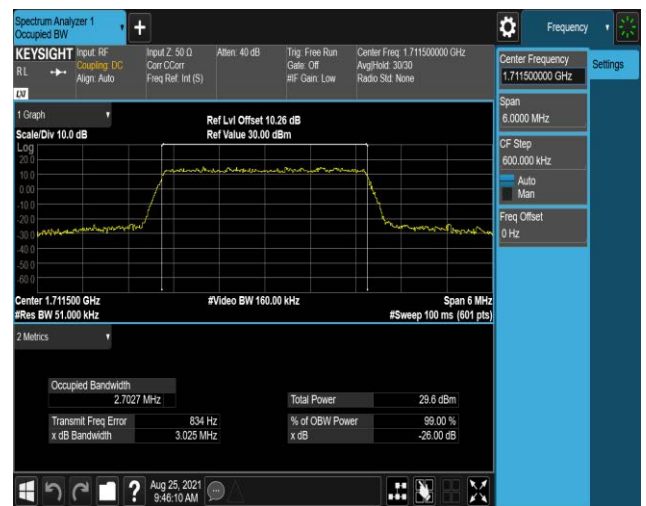 Spectrum Analyzer 1
Occupied BW
+
Frequency
KEYSIGHT
RL
LXI
Input: RF
Coupling: DC
Align: Auto
Input Z: 50 Ω
Corr CCorr
Freq Ref: Int (S)
Atten: 40 dB
Trig: Free Run
Gate: Off
#IF Gain: Low
Center Freq: 1.711500000 GHz
Avg|Hold: 30/30
Radio Std: None
Center Frequency
1.711500000 GHz
Settings
Span
6.0000 MHz
CF Step
600.000 kHz
Auto
Man
Freq Offset
0 Hz
1 Graph
Scale/Div 10.0 dB
Ref Lvl Offset 10.26 dB
Ref Value 30.00 dBm
Log
20.0
10.0
0.00
-10.0
-20.0
-30.0
-40.0
-50.0
-60.0
Center 1.711500 GHz
#Video BW 160.00 kHz
Span 6 MHz
#Res BW 51.000 kHz
#Sweep 100 ms (601 pts)
2 Metrics
Occupied Bandwidth
2.7027 MHz
Total Power 29.6 dBm
Transmit Freq Error 834 Hz
% of OBW Power 99.00 %
x dB Bandwidth 3.025 MHz
x dB -26.00 dB
?
Aug 25, 2021
9:46:10 AM